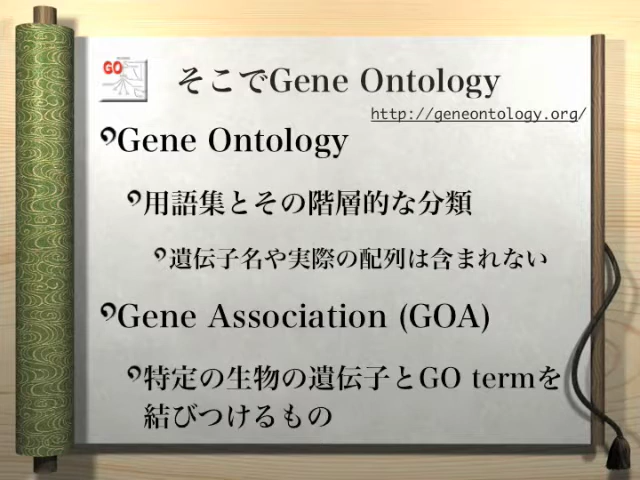 GO
そこでGene Ontology
http://geneontology.org/
Gene Ontology
用語集とその階層的な分類
遺伝子名や実際の配列は含まれない
Gene Association (GOA)
特定の生物の遺伝子とGO termを
結びつけるもの